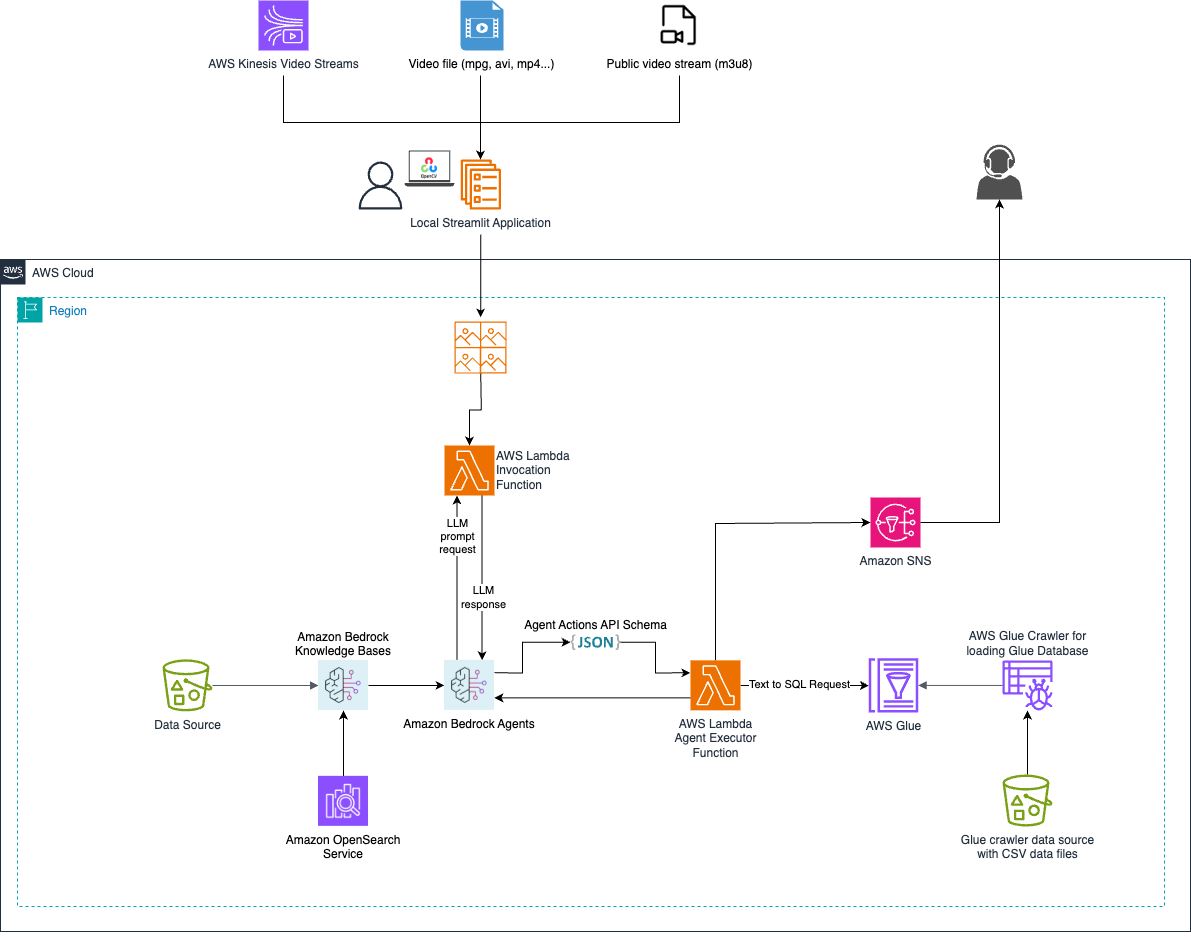 AWS Kinesis Video Streams
Video file (mpg, avi, mp4...)
Public video stream (m3u8)
OpenCV
Local Streamlit Application
aws
AWS Cloud
Region
AWS Lambda
Invocation
Function
LLM
prompt
request
LLM
response
Amazon SNS
Agent Actions API Schema
{JSON}
Amazon Bedrock
Knowledge Bases
AWS Glue Crawler for
loading Glue Database
Text to SQL Request
Data Source
Amazon Bedrock Agents
AWS Lambda
Agent Executor
Function
AWS Glue
Amazon OpenSearch
Service
Glue crawler data source
with CSV data files